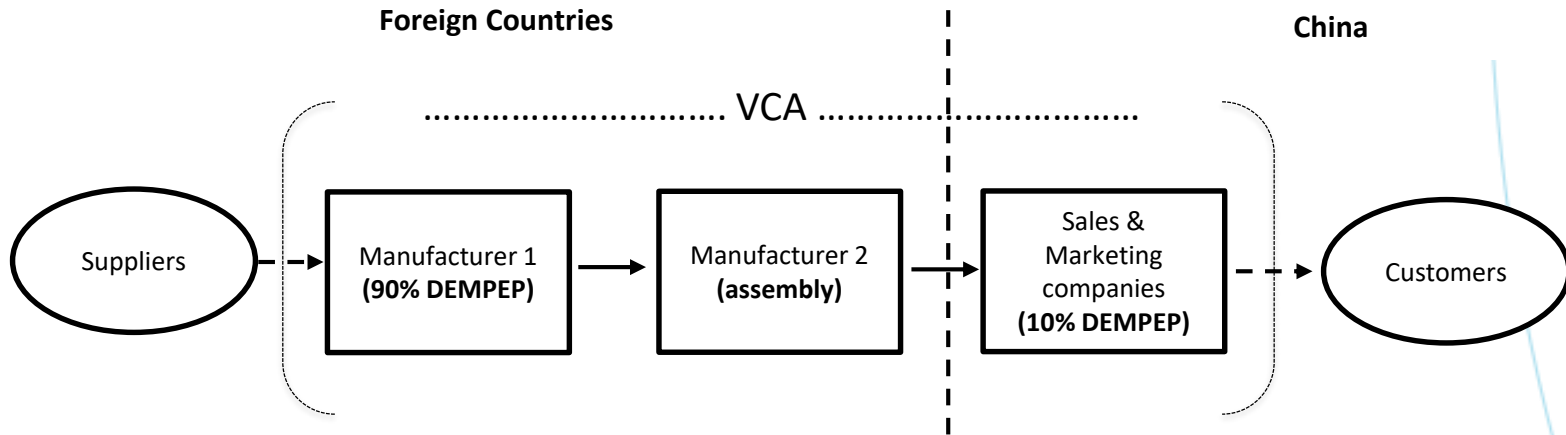 Foreign Countries
China
................................ VCA ................................
Suppliers
Manufacturer 1
(90% DEMPEP)
Manufacturer 2
(assembly)
Sales &
Marketing
companies
(10% DEMPEP)
Customers